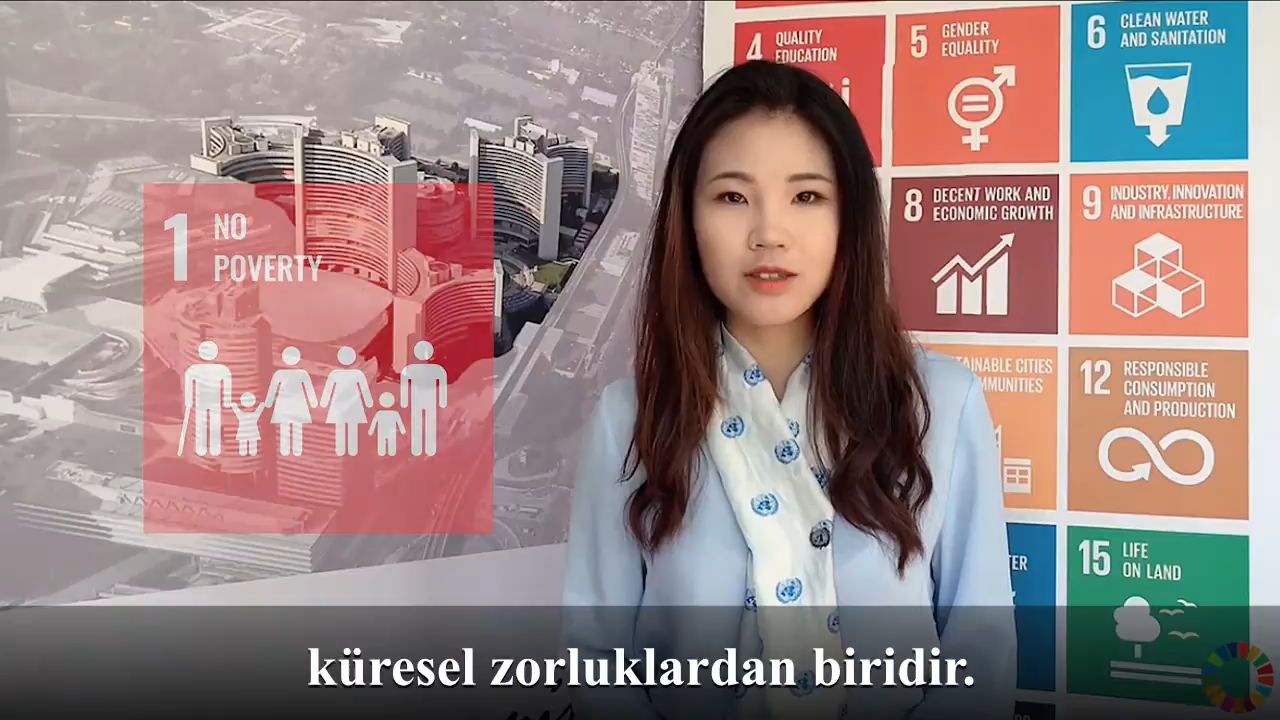 1 NO
POVERTY
4 QUALITY
EDUCATION
5 GENDER
EQUALITY
6 CLEAN WATER
AND SANITATION
8 DECENT WORK AND
ECONOMIC GROWTH
9 INDUSTRY, INNOVATION
AND INFRASTRUCTURE
CITIES
12 RESPONSIBLE
CONSUMPTION
AND PRODUCTION
15 LIFE
ON LAND
küresel zorluklardan biridir.